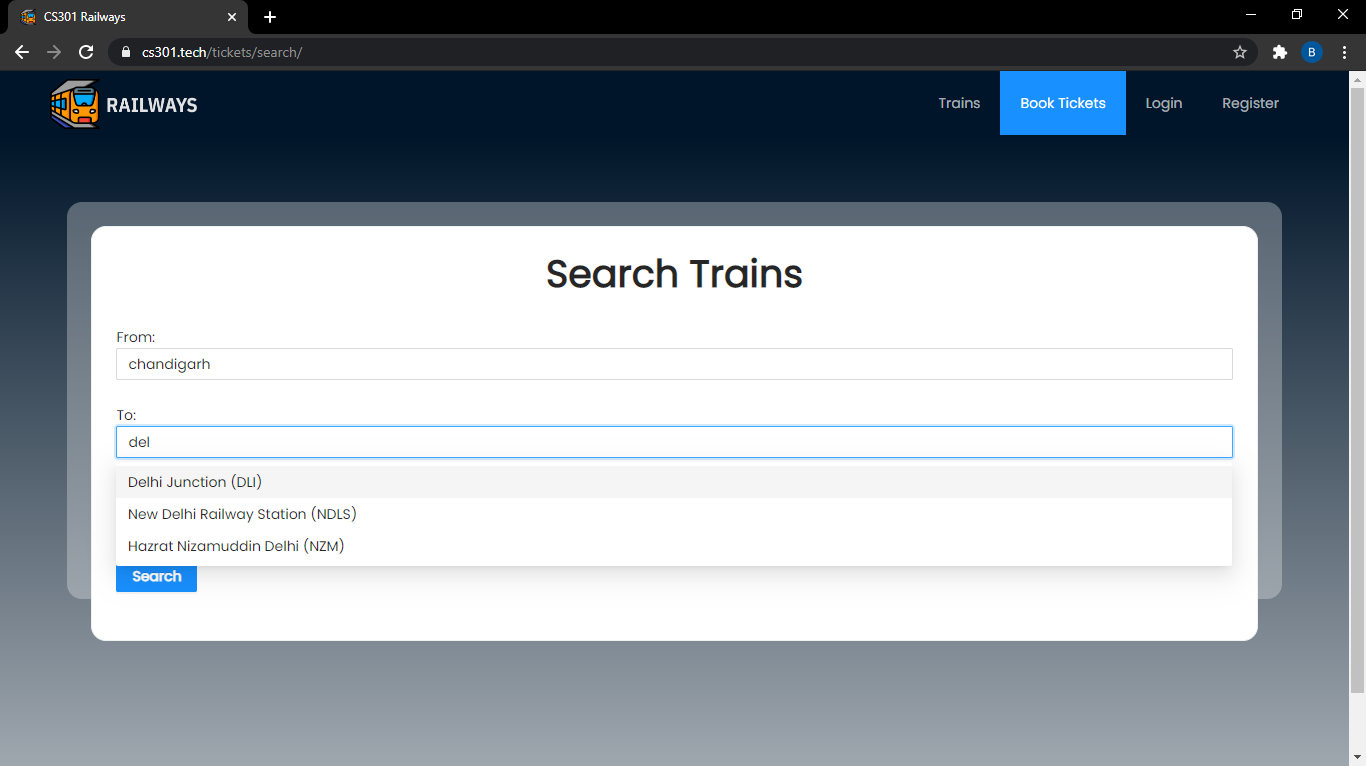 CS301 Railways
cs301.tech/tickets/search/
B
RAILWAYS
Trains
Book Tickets
Login
Register
Search Trains
From:
chandigarh
To:
del
Delhi Junction (DLI)
New Delhi Railway Station (NDLS)
Hazrat Nizamuddin Delhi (NZM)
Search